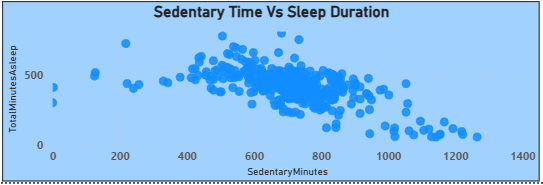 Sedentary Time Vs Sleep Duration
TotalMinutesAsleep
500
0
0 200 400 600 800 1000 1200 1400
SedentaryMinutes